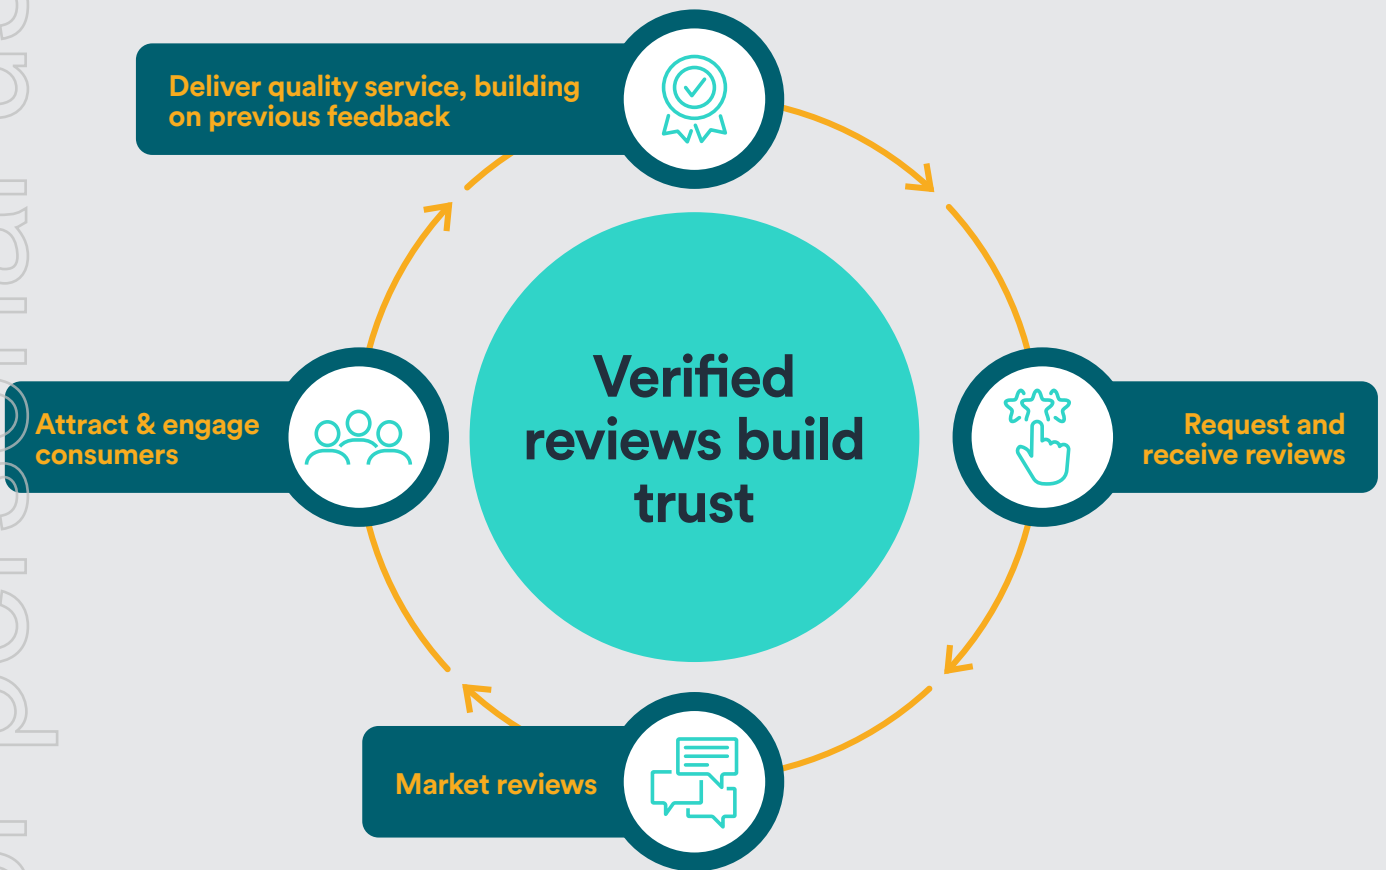 Deliver quality service, building
on previous feedback
Verified
reviews build
trust
Attract & engage
consumers
Request and
receive reviews
Market reviews